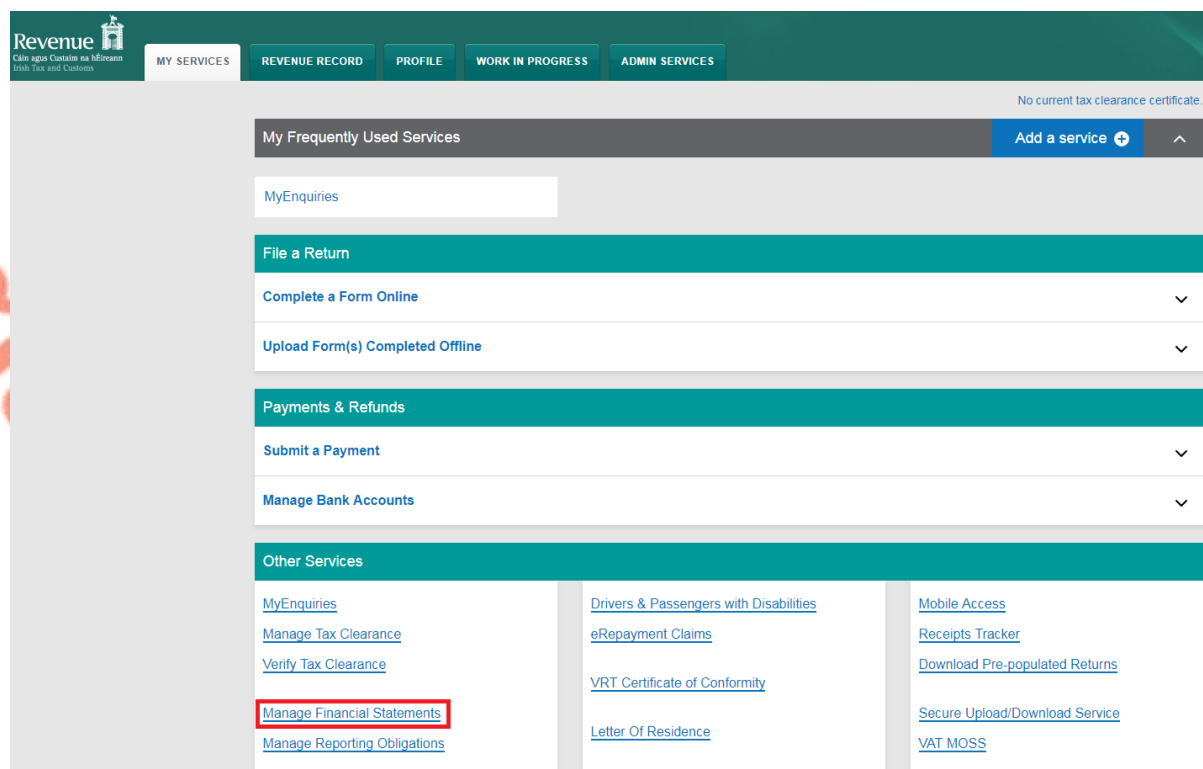 Revenue
Cáin agus Custaim na hÉireann
Irish Tax and Customs
MY SERVICES
REVENUE RECORD
PROFILE
WORK IN PROGRESS
ADMIN SERVICES
No current tax clearance certificate.
My Frequently Used Services
Add a service
MyEnquiries
File a Return
Complete a Form Online
Upload Form(s) Completed Offline
Payments & Refunds
Submit a Payment
Manage Bank Accounts
Other Services
MyEnquiries
Manage Tax Clearance
Verify Tax Clearance
Manage Financial Statements
Manage Reporting Obligations
Drivers & Passengers with Disabilities
eRepayment Claims
VRT Certificate of Conformity
Letter Of Residence
Mobile Access
Receipts Tracker
Download Pre-populated Returns
Secure Upload/Download Service
VAT MOSS